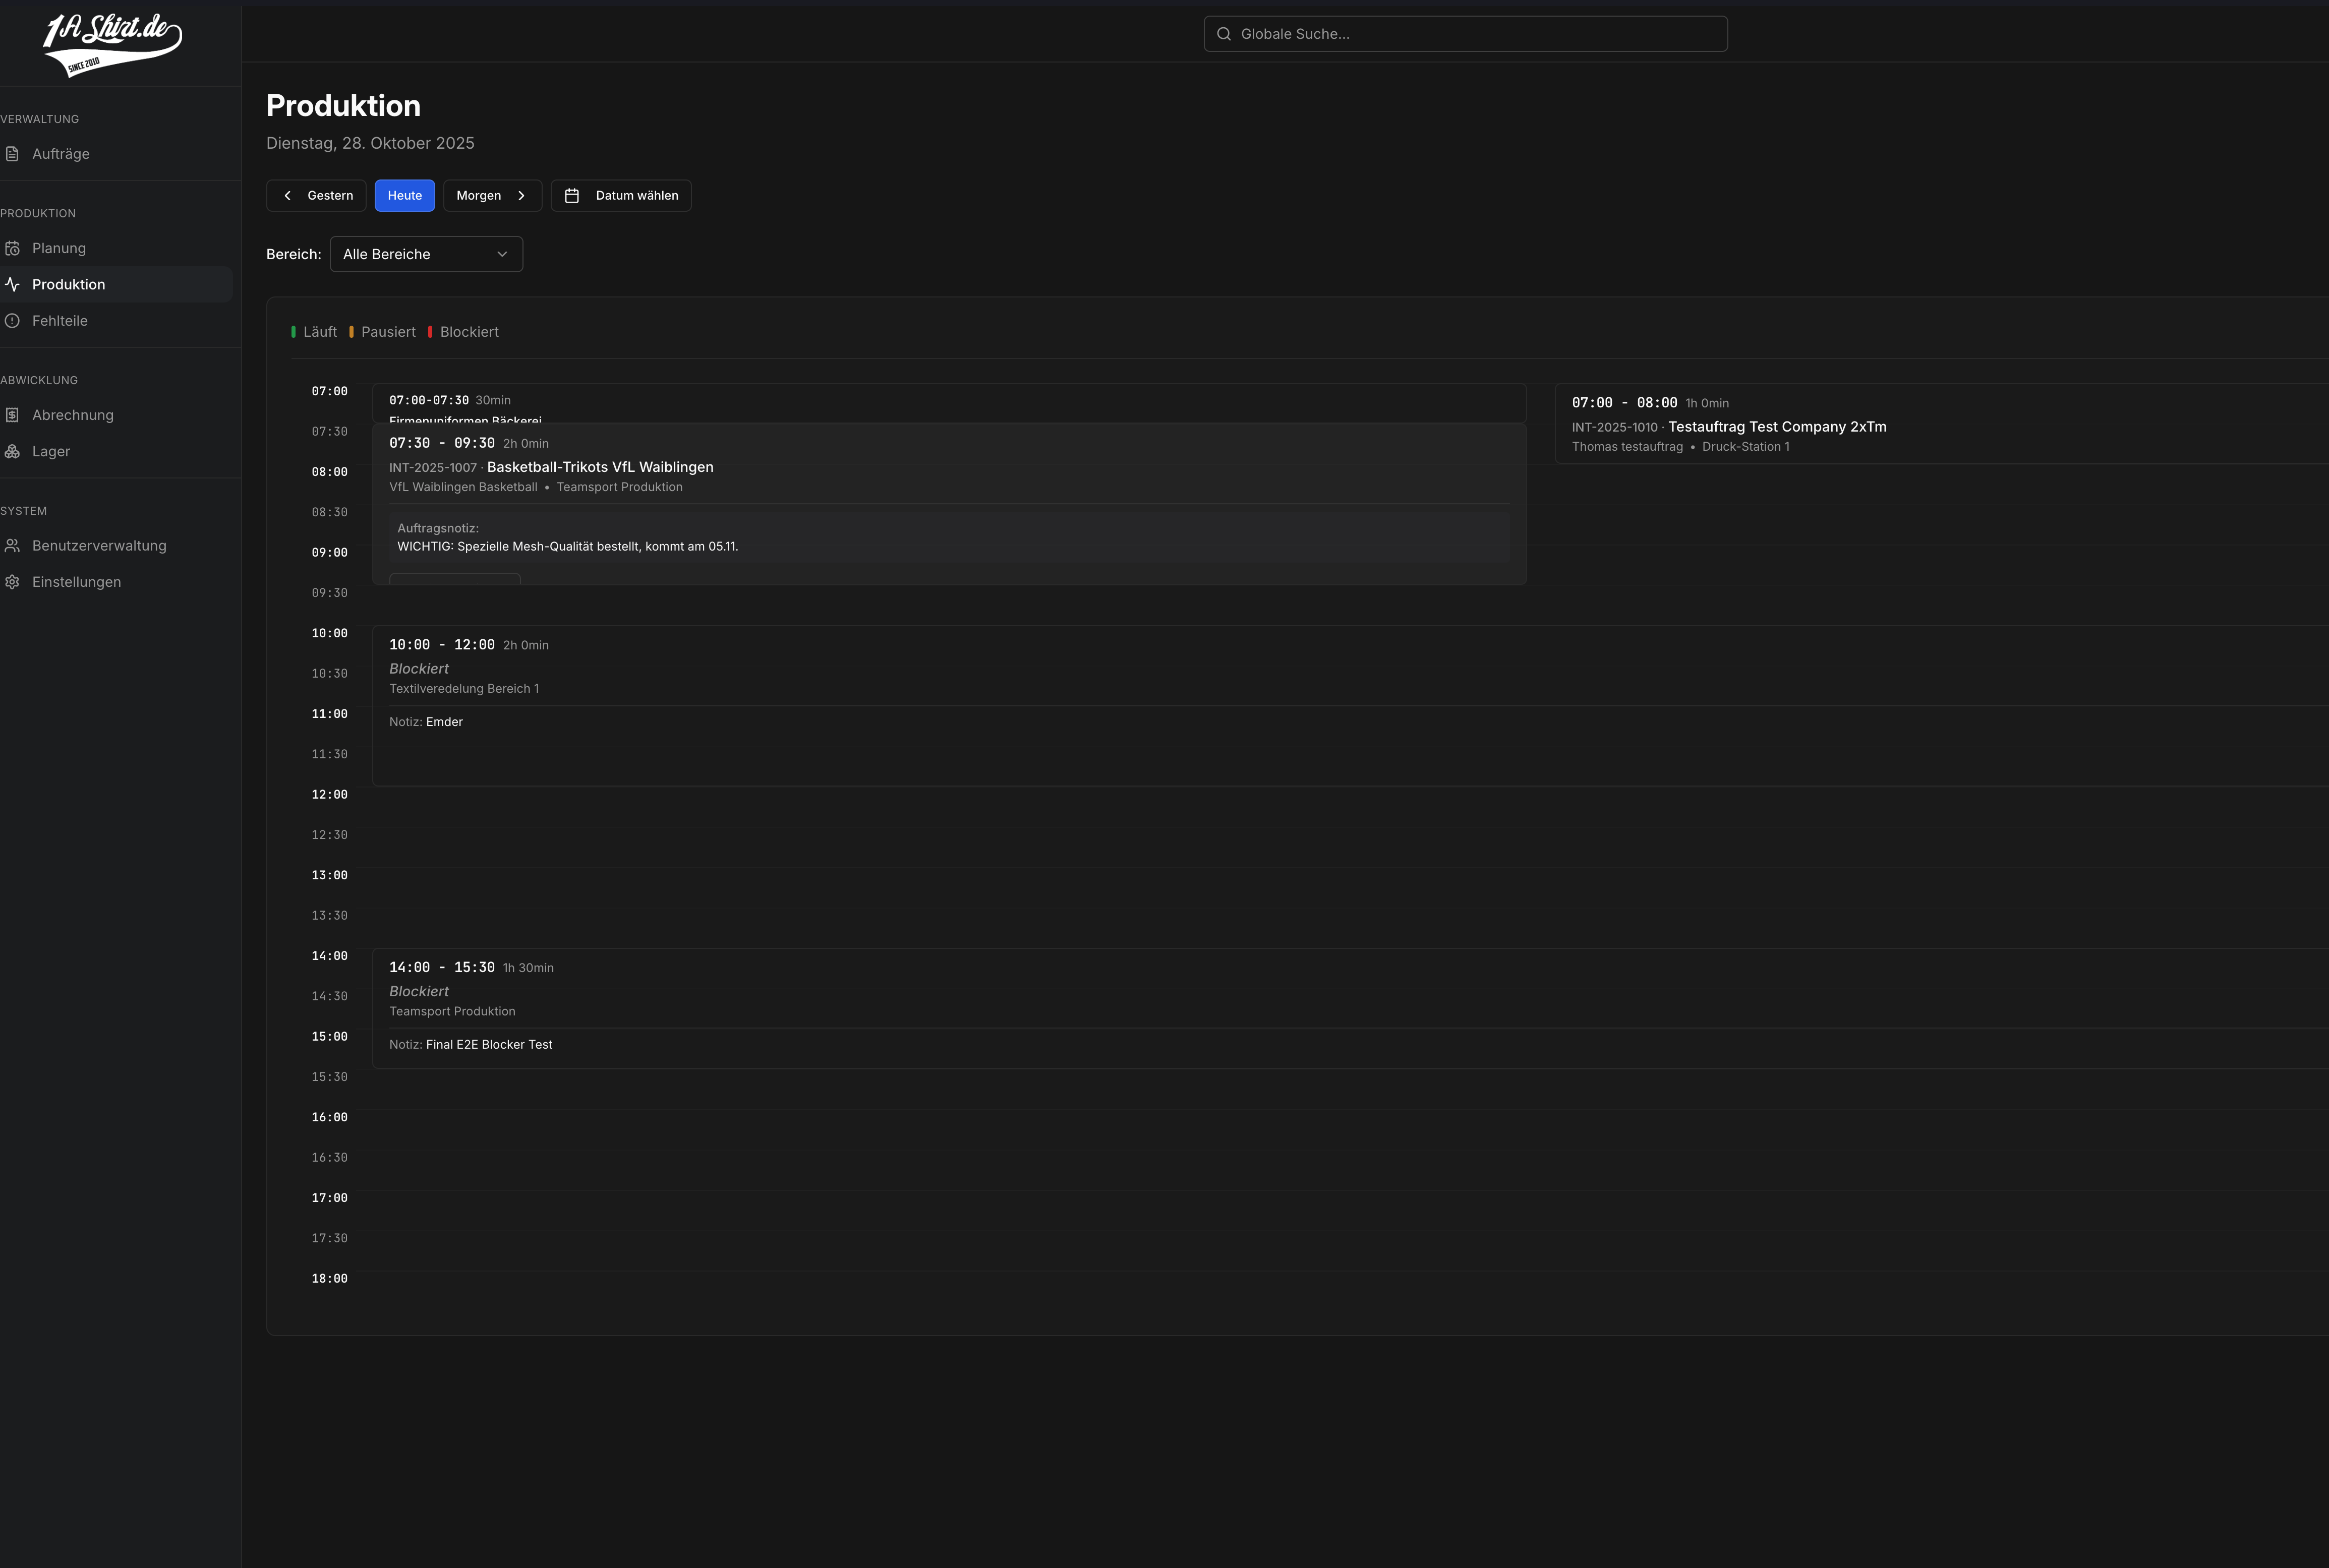 1A Shirt.de
SINCE 2010
Globale Suche...
VERWALTUNG
Aufträge
PRODUKTION
Planung
Produktion
Fehlteile
ABWICKLUNG
Abrechnung
Lager
SYSTEM
Benutzerverwaltung
Einstellungen
Produktion
Dienstag, 28. Oktober 2025
Gestern Heute Morgen Datum wählen
Bereich: Alle Bereiche
Läuft Pausiert Blockiert
07:00
07:30
08:00
08:30
09:00
09:30
10:00
10:30
11:00
11:30
12:00
12:30
13:00
13:30
14:00
14:30
15:00
15:30
16:00
16:30
17:00
17:30
18:00
07:00-07:30 30min
Firmenuniformen Bäckerei
07:30 - 09:30 2h 0min
INT-2025-1007 · Basketball-Trikots VfL Waiblingen
VfL Waiblingen Basketball • Teamsport Produktion
Auftragsnotiz:
WICHTIG: Spezielle Mesh-Qualität bestellt, kommt am 05.11.
07:00 - 08:00 1h 0min
INT-2025-1010 · Testauftrag Test Company 2xTm
Thomas testauftrag • Druck-Station 1
10:00 - 12:00 2h 0min
Blockiert
Textilveredelung Bereich 1
Notiz: Emder
14:00 - 15:30 1h 30min
Blockiert
Teamsport Produktion
Notiz: Final E2E Blocker Test